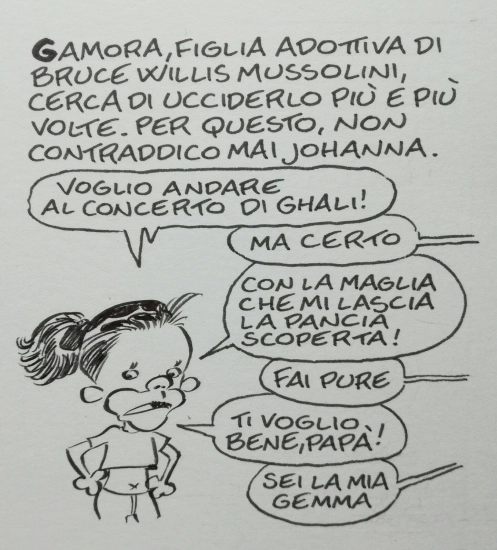 GAMORA, FIGLIA ADOTTIVA DI
BRUCE WILLIS MUSSOLINI,
CERCA DI UCCIDERLO PIÙ E PIÙ
VOLTE. PER QUESTO, NON
CONTRADDICO MAI JOHANNA.
VOGLIO ANDARE
AL CONCERTO DI GHALI!
MA CERTO
CON LA MAGLIA
CHE MI LASCIA
LA PANCIA
SCOPERTA!
FAI PURE
TI VOGLIO
BENE, PAPÀ!
SEI LA MIA
GEMMA